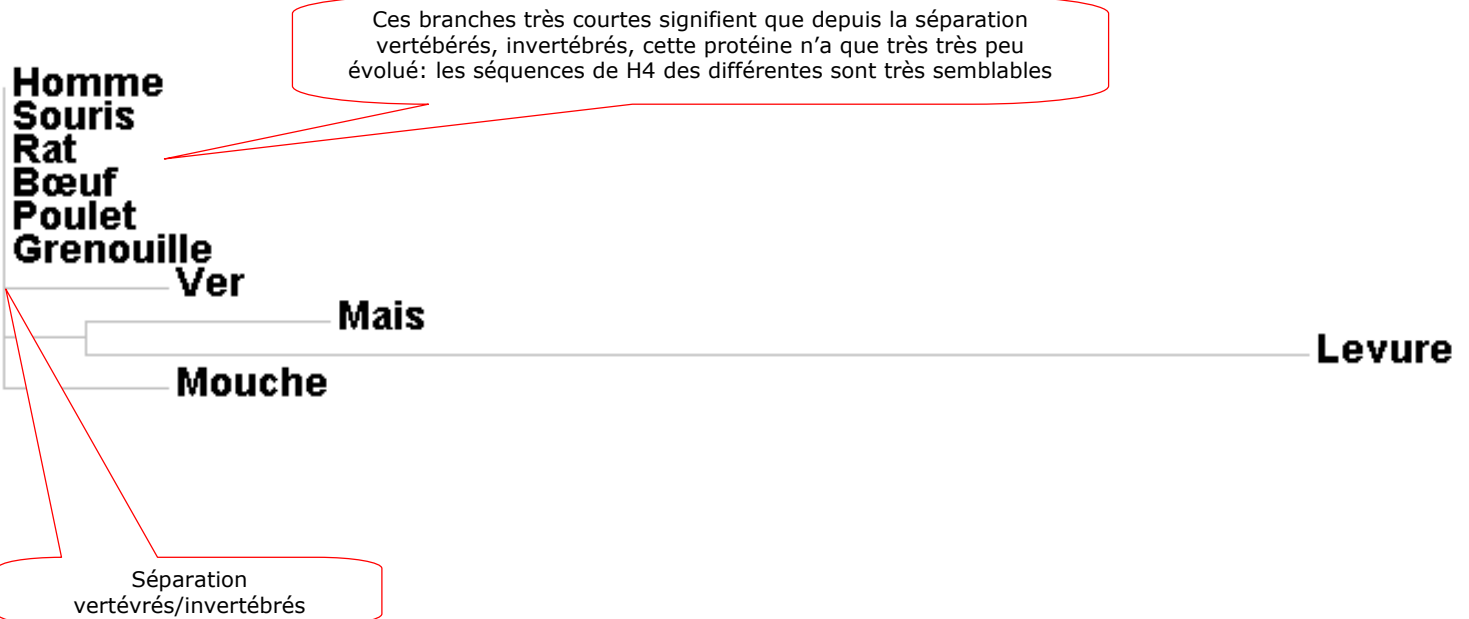 Ces branches très courtes signifient que depuis la séparation
vertébérés, invertébrés, cette protéine n’a que très très peu
évolué: les séquences de H4 des différentes sont très semblables
Homme
Souris
Rat
Bœuf
Poulet
Grenouille
Ver
Mais
Levure
Mouche
Séparation
vertévrés/invertébrés